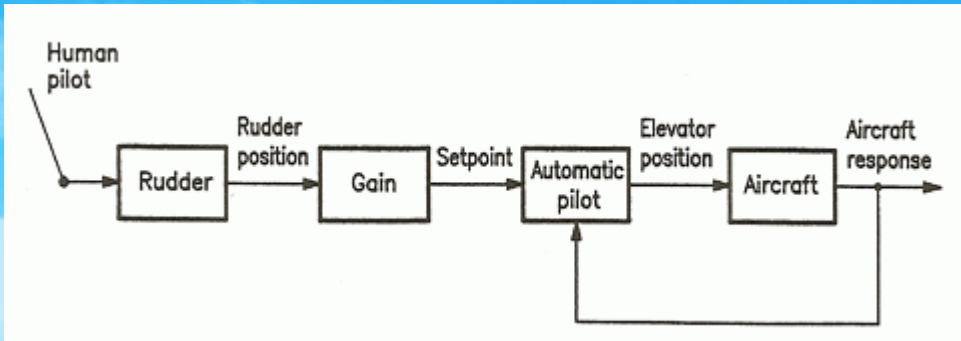 Human
pilot
Rudder
Rudder
position
Gain
Setpoint
Automatic
pilot
Elevator
position
Aircraft
Aircraft
response